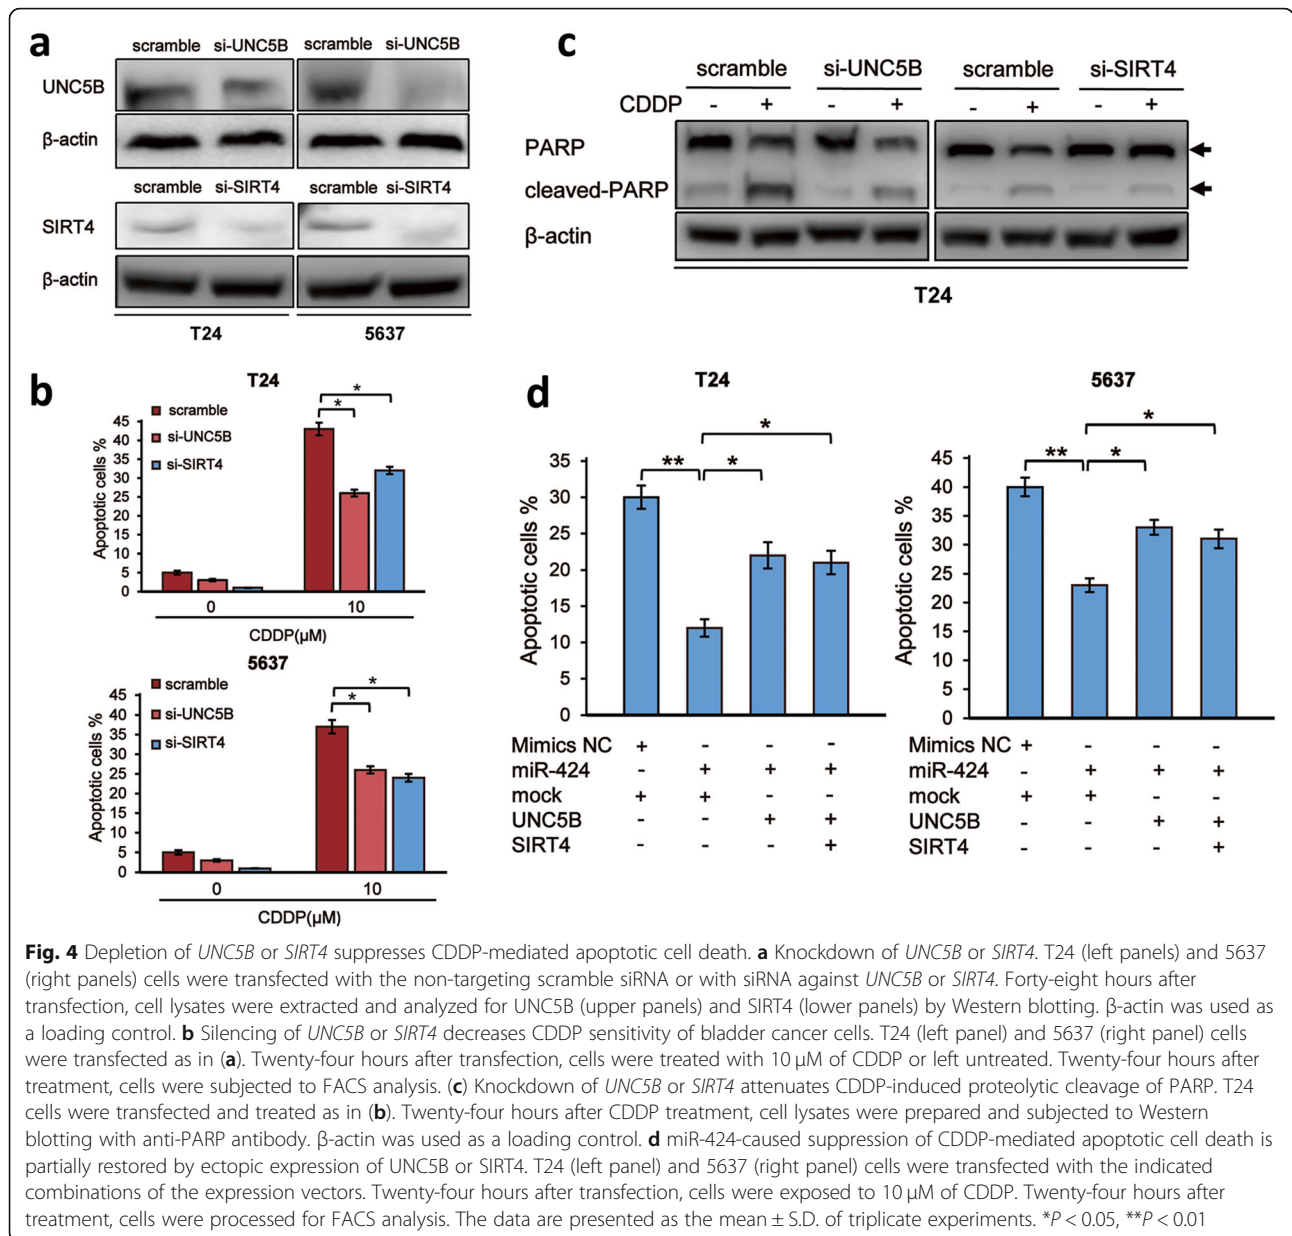 a
scramble si-UNC5B scramble si-UNC5B
UNC5B
β-actin
scramble si-SIRT4 scramble si-SIRT4
SIRT4
β-actin
T24 5637
c
scramble si-UNC5B scramble si-SIRT4
CDDP - + - + - + - +
PARP
cleaved-PARP
β-actin
T24
b
T24
scramble
si-UNC5B
si-SIRT4
Apoptotic cells %
45
40
35
30
25
20
15
10
5
0
* *
0 10
CDDP(μM)
5637
scramble
si-UNC5B
si-SIRT4
Apoptotic cells %
45
40
35
30
25
20
15
10
5
0
* *
0 10
CDDP(μM)
d
T24
Apoptotic cells %
35
30
25
20
15
10
5
0
** * *
Mimics NC + - - -
miR-424 - + + +
mock + + - -
UNC5B - - + +
SIRT4 - - - +
5637
Apoptotic cells %
45
40
35
30
25
20
15
10
5
0
** * *
Mimics NC + - - -
miR-424 - + + +
mock + + - -
UNC5B - - + +
SIRT4 - - - +
Fig. 4 Depletion of UNC5B or SIRT4 suppresses CDDP-mediated apoptotic cell death. a Knockdown of UNC5B or SIRT4. T24 (left panels) and 5637
(right panels) cells were transfected with the non-targeting scramble siRNA or with siRNA against UNC5B or SIRT4. Forty-eight hours after
transfection, cell lysates were extracted and analyzed for UNC5B (upper panels) and SIRT4 (lower panels) by Western blotting. β-actin was used as
a loading control. b Silencing of UNC5B or SIRT4 decreases CDDP sensitivity of bladder cancer cells. T24 (left panel) and 5637 (right panel) cells
were transfected as in (a). Twenty-four hours after transfection, cells were treated with 10 μM of CDDP or left untreated. Twenty-four hours after
treatment, cells were subjected to FACS analysis. (c) Knockdown of UNC5B or SIRT4 attenuates CDDP-induced proteolytic cleavage of PARP. T24
cells were transfected and treated as in (b). Twenty-four hours after CDDP treatment, cell lysates were prepared and subjected to Western
blotting with anti-PARP antibody. β-actin was used as a loading control. d miR-424-caused suppression of CDDP-mediated apoptotic cell death is
partially restored by ectopic expression of UNC5B or SIRT4. T24 (left panel) and 5637 (right panel) cells were transfected with the indicated
combinations of the expression vectors. Twenty-four hours after transfection, cells were exposed to 10 μM of CDDP. Twenty-four hours after
treatment, cells were processed for FACS analysis. The data are presented as the mean ± S.D. of triplicate experiments. *P < 0.05, **P < 0.01